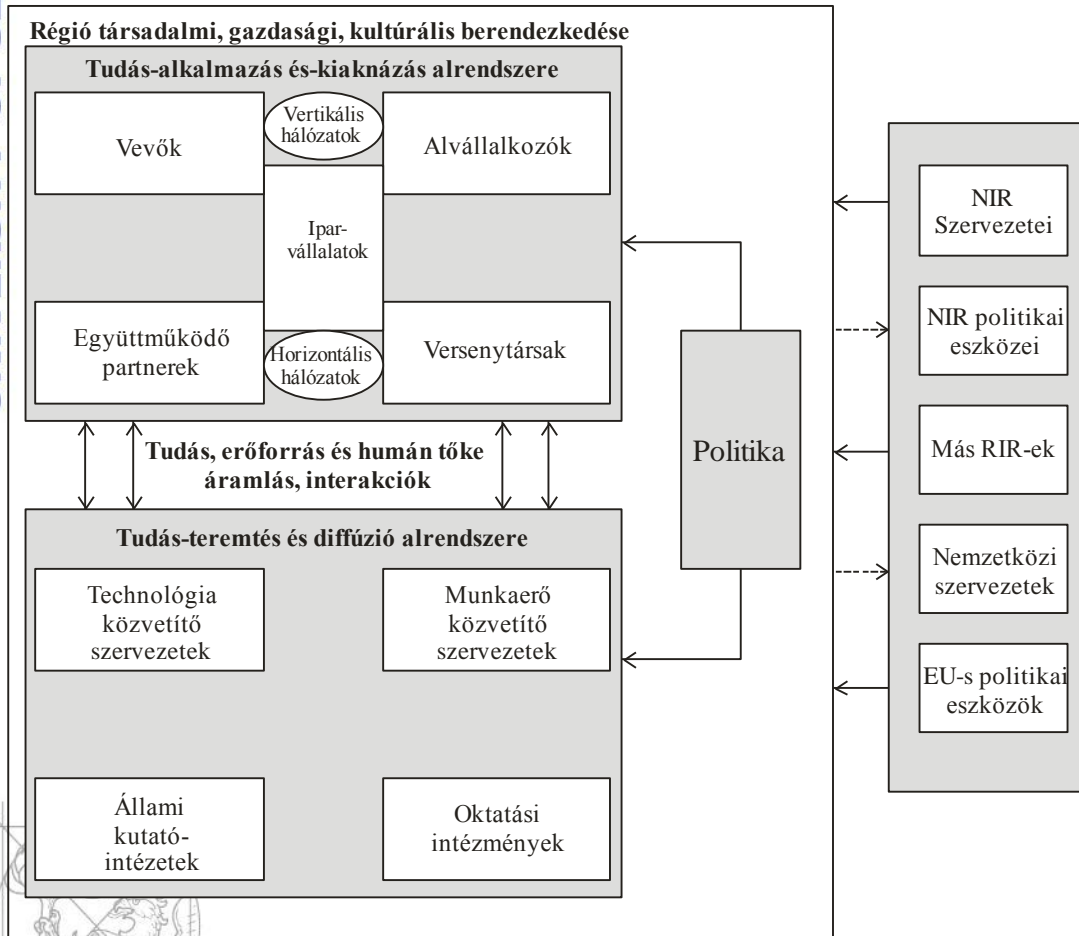 Régió társadalmi, gazdasági, kultúrális berendezkedése
Tudás-alkalmazás és-kiaknázás alrendszere
Vevők
Vertikális
hálózatok
Alvállalkozók
Ipar-
vállalatok
Együttműködő
partnerek
Horizontális
hálózatok
Versenytársak
Tudás, erőforrás és humán tőke
áramlás, interakciók
Tudás-teremtés és diffúzió alrendszere
Technológia
közvetítő
szervezetek
Munkaerő
közvetítő
szervezetek
Állami
kutató-
intézetek
Oktatási
intézmények
Politika
NIR
Szervezetei
NIR politikai
eszközei
Más RIR-ek
Nemzetközi
szervezetek
EU-s politikai
eszközök